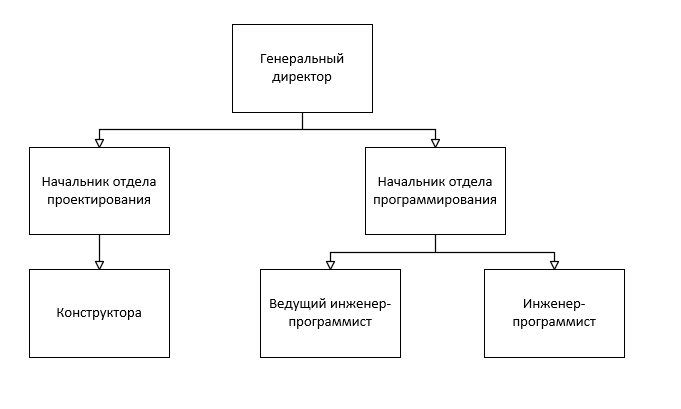 Генеральный
директор
Начальник отдела
проектирования
Начальник отдела
программирования
Конструктора
Ведущий инженер-
программист
Инженер-
программист